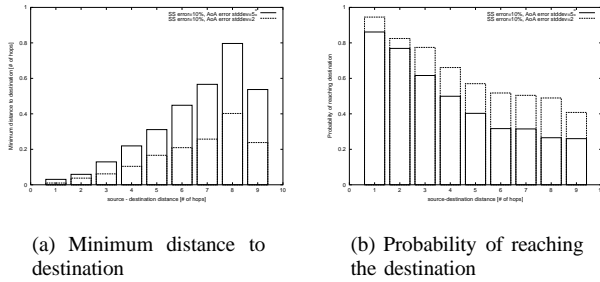 SS error=10%, AoA error stddev=5
SS error=10%, AoA error stddev=2
Minimum distance to destination [# of hops]
1
0.8
0.6
0.4
0.2
0
0 1 2 3 4 5 6 7 8 9 10
source - destination distance [# of hops]
SS error=10%, AoA error stddev=5
SS error=10%, AoA error stddev=2
Probability of reaching destination
1
0.8
0.6
0.4
0.2
0
1 2 3 4 5 6 7 8 9
source-destination distance [# of hops]
(a) Minimum distance to
destination
(b) Probability of reaching
the destination